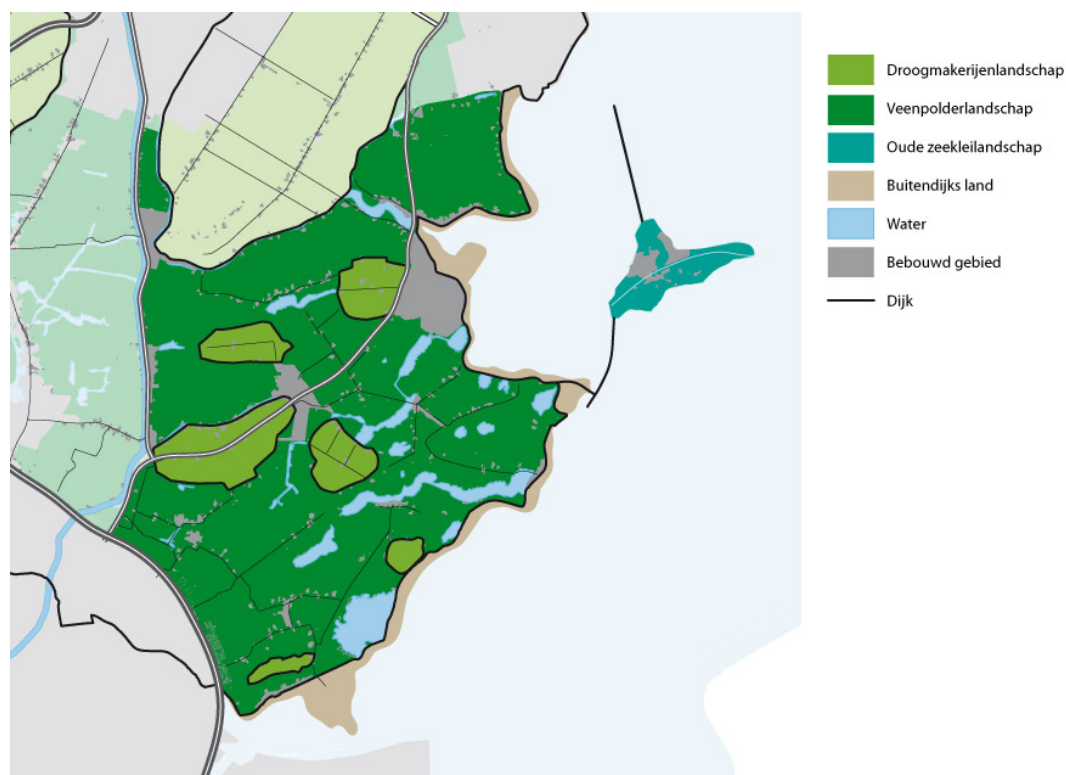 Droogmakerijenlandschap
Veenpolderlandschap
Oude zeekleilandschap
Buitendijks land
Water
Bebouwd gebied
Dijk